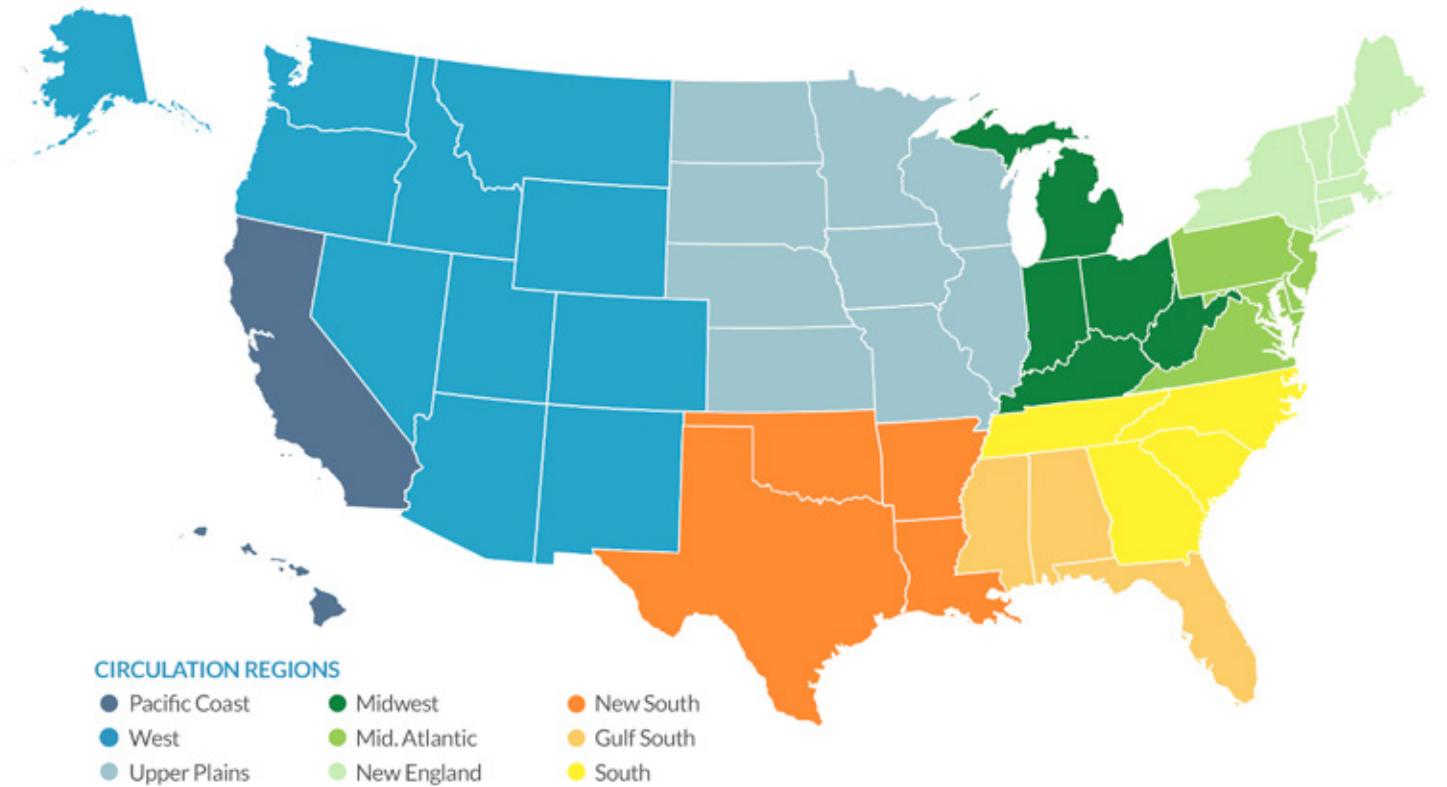 CIRCULATION REGIONS
Pacific Coast
West
Upper Plains
Midwest
Mid. Atlantic
New England
New South
Gulf South
South